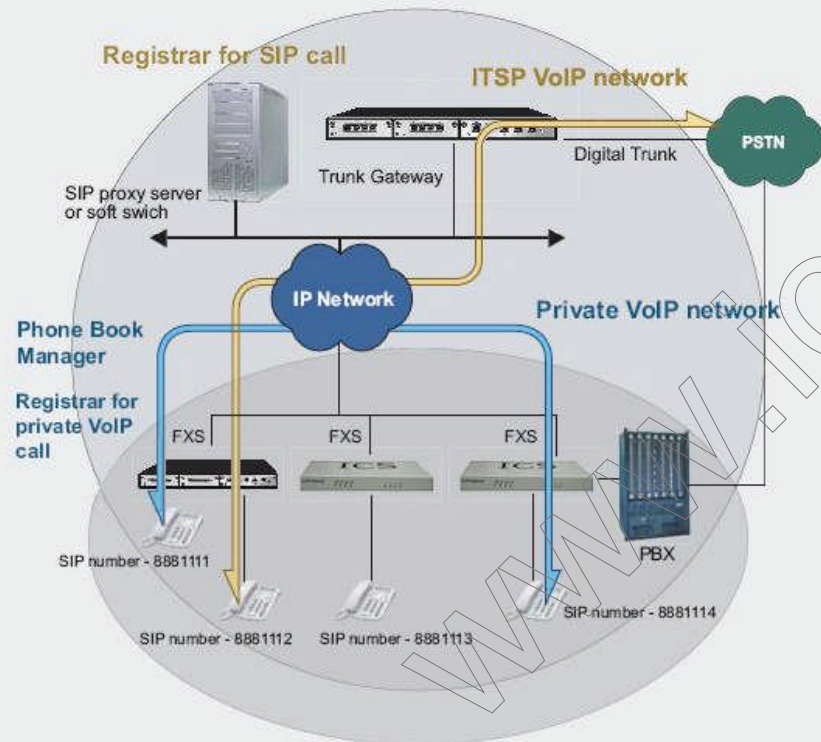 Registrar for SIP call
ITSP VoIP network
PSTN
Digital Trunk
Trunk Gateway
SIP proxy server
or soft swich
IP Network
Private VoIP network
Phone Book
Manager
Registrar for
private VoIP
call
FXS
FXS
FXS
TCS
TCS
PBX
SIP number - 8881111
SIP number - 8881114
SIP number - 8881112
SIP number - 8881113